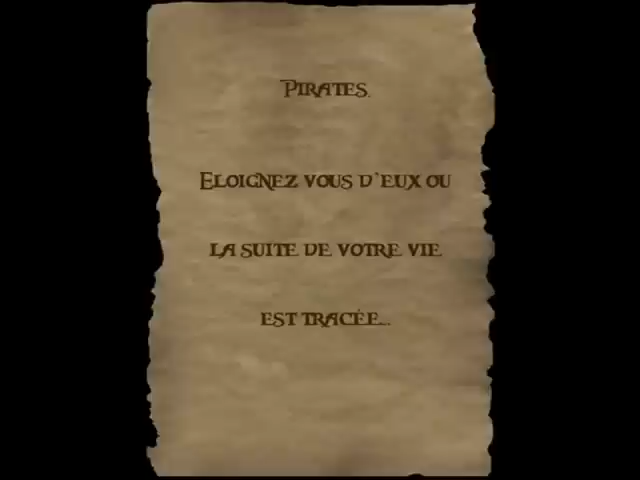 Pirates.
Eloignez vous d'eux ou
la suite de votre vie
est tracée...